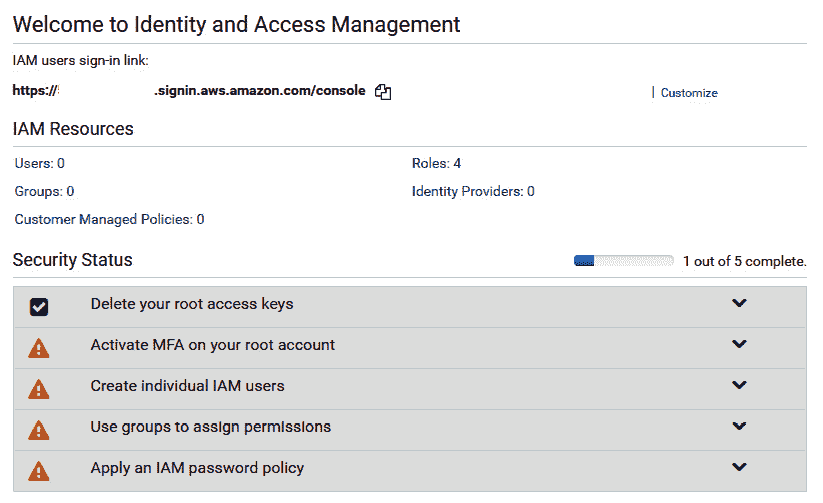 Welcome to Identity and Access Management
IAM users sign-in link:
https:// .signin.aws.amazon.com/console Customize
IAM Resources
Users: 0 Roles: 4
Groups: 0 Identity Providers: 0
Customer Managed Policies: 0
Security Status 1 out of 5 complete.
Delete your root access keys
Activate MFA on your root account
Create individual IAM users
Use groups to assign permissions
Apply an IAM password policy